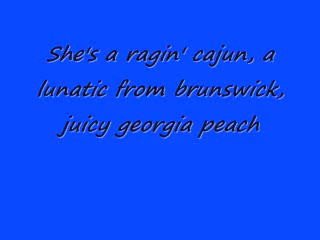 She's a ragin' cajun, a
lunatic from brunswick,
juicy georgia peach